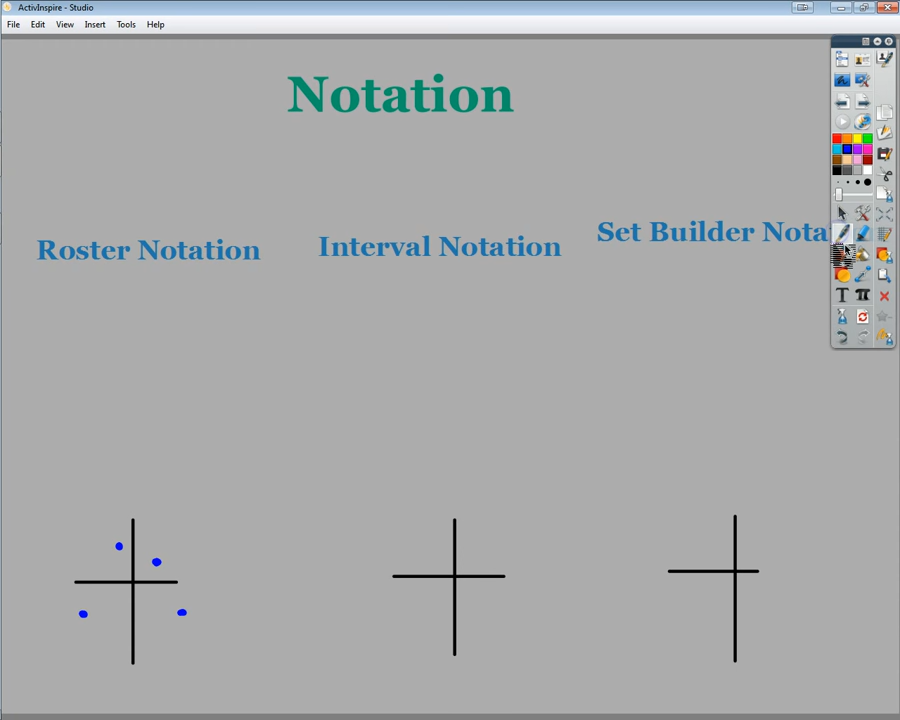 ActivInspire - Studio
File Edit View Insert Tools Help
Notation
Roster Notation
Interval Notation
Set Builder Nota